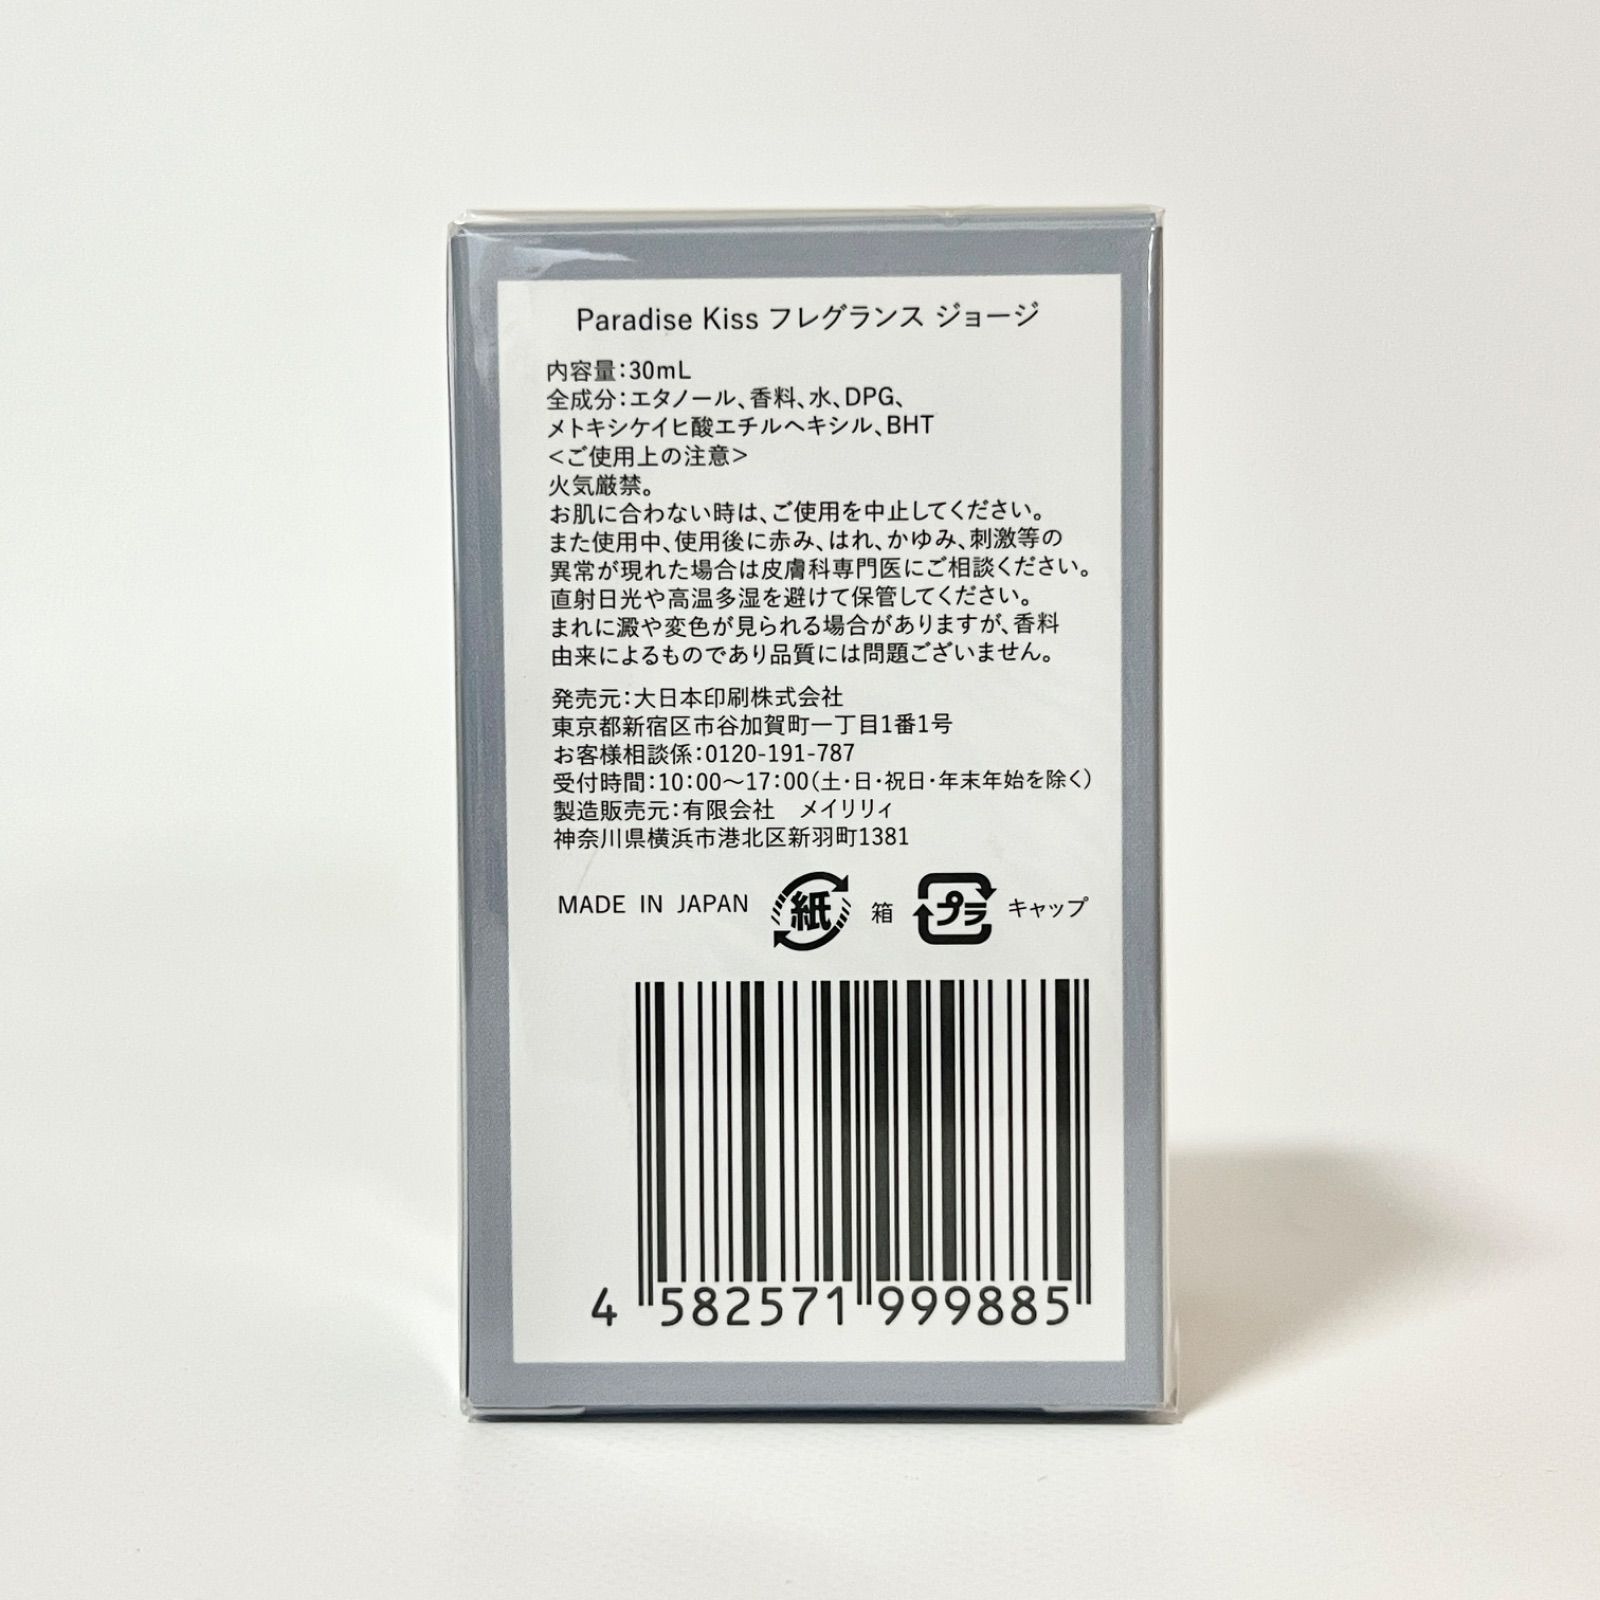 Paradise Kiss フレグランス ジョージ
内容量：30mL
全成分：エタノール、香料、水、DPG、
メトキシケイヒ酸エチルヘキシル、BHT
<ご使用上の注意>
火気厳禁。
お肌に合わない時は、ご使用を中止してください。
また使用中、使用後に赤み、はれ、かゆみ、刺激等の
異常が現れた場合は皮膚科専門医にご相談ください。
直射日光や高温多湿を避けて保管してください。
まれに澱や変色が見られる場合がありますが、香料
由来によるものであり品質には問題ございません。
発売元：大日本印刷株式会社
東京都新宿区市谷加賀町一丁目1番1号
お客様相談係：0120-191-787
受付時間：10：00～17：00（土・日・祝日・年末年始を除く）
製造販売元：有限会社　メイリリィ
神奈川県横浜市港北区新羽町1381
MADE IN JAPAN 紙 箱 プラ キャップ
4 582571 999885